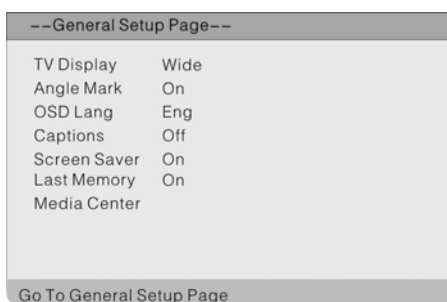 --General Setup Page--
TV Display Wide
Angle Mark On
OSD Lang Eng
Captions Off
Screen Saver On
Last Memory On
Media Center
Go To General Setup Page